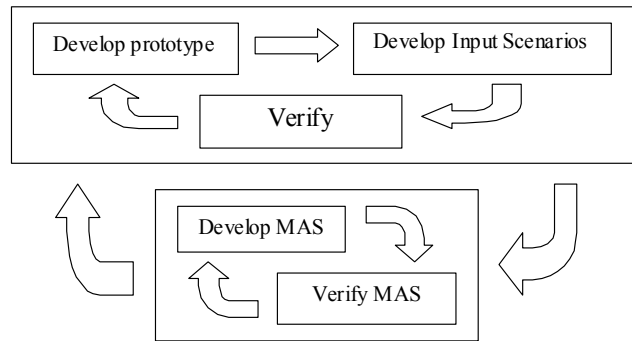 Develop prototype
Develop Input Scenarios
Verify
Develop MAS
Verify MAS